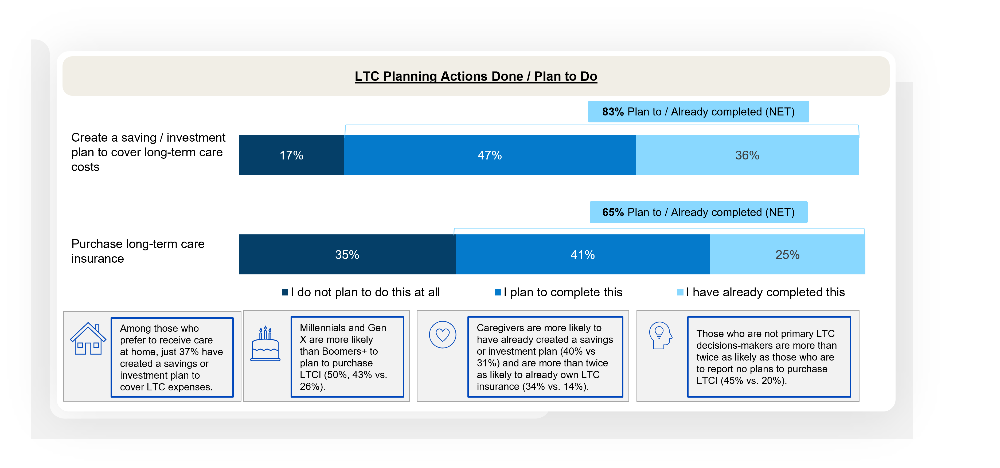 LTC Planning Actions Done / Plan to Do
83% Plan to / Already completed (NET)
Create a saving / investment
plan to cover long-term care
costs
17%
47%
36%
65% Plan to / Already completed (NET)
Purchase long-term care
insurance
35%
41%
25%
I do not plan to do this at all
I plan to complete this
I have already completed this
Among those who
prefer to receive care
at home, just 37% have
created a savings or
investment plan to
cover LTC expenses.
Millennials and Gen
X are more likely
than Boomers+ to
plan to purchase
LTCI (50%, 43% vs.
26%).
Caregivers are more likely to
have already created a savings
or investment plan (40% vs
31%) and are more than twice
as likely to already own LTC
insurance (34% vs. 14%).
Those who are not primary LTC
decisions-makers are more than
twice as likely as those who are
to report no plans to purchase
LTCI (45% vs. 20%).